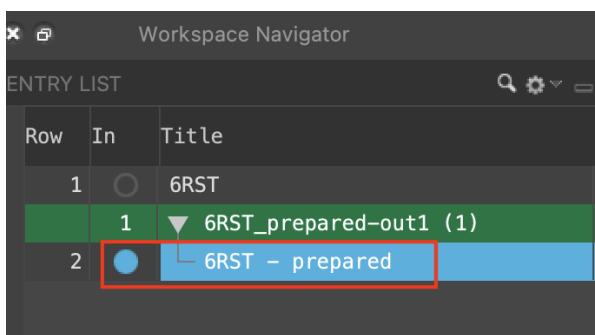 Workspace Navigator
ENTRY LIST
Row In Title
1 6RST
1 6RST_prepared-out1 (1)
2 6RST - prepared